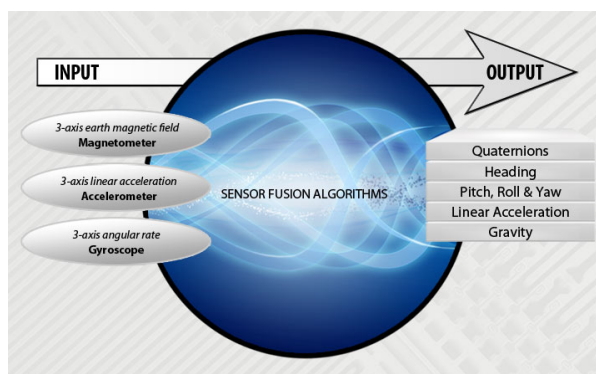 INPUT
OUTPUT
3-axis earth magnetic field
Magnetometer
3-axis linear acceleration
Accelerometer
3-axis angular rate
Gyroscope
SENSOR FUSION ALGORITHMS
Quaternions
Heading
Pitch, Roll & Yaw
Linear Acceleration
Gravity